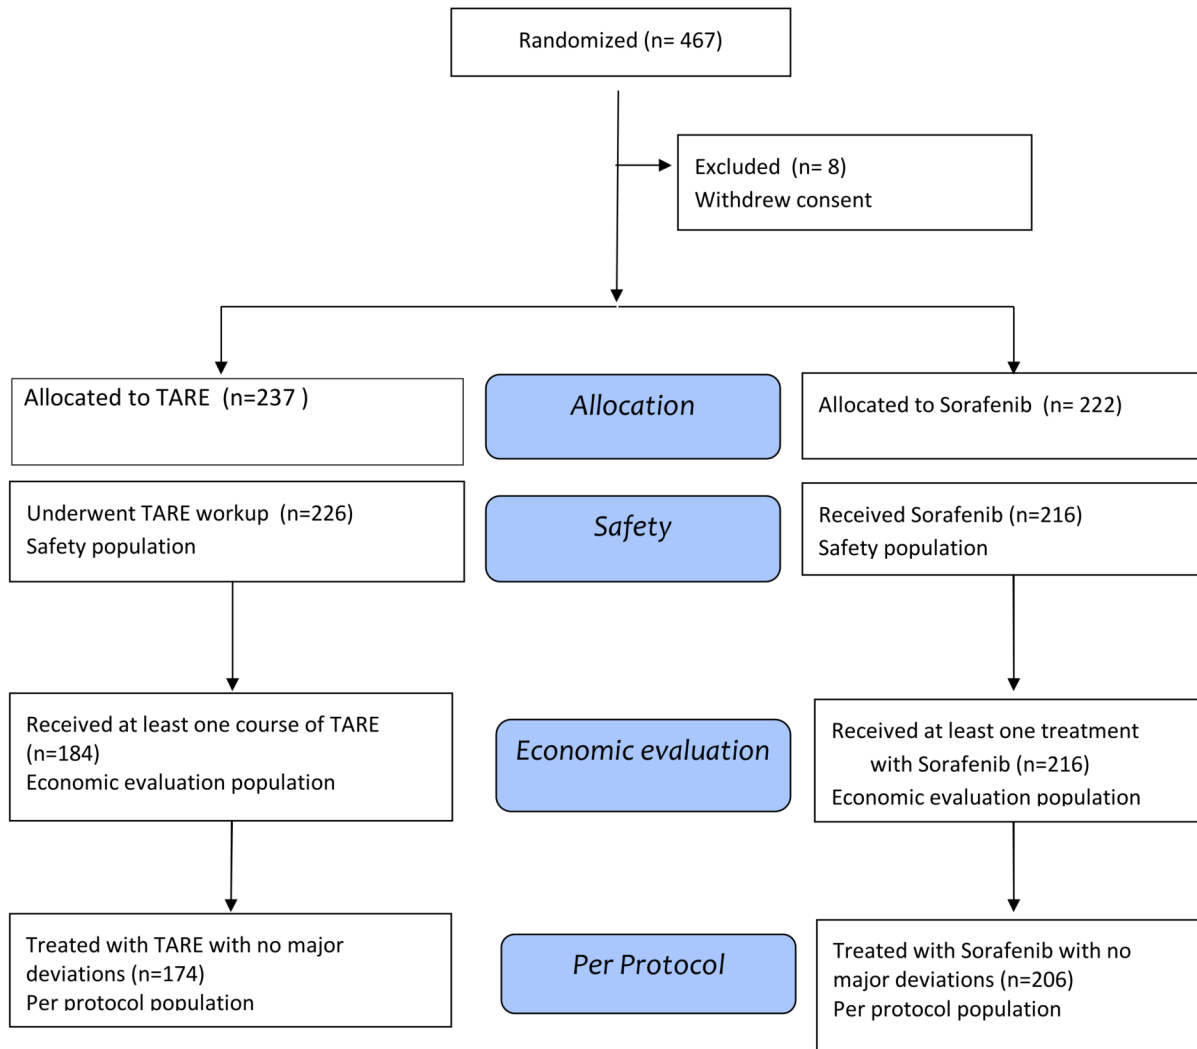 Randomized (n= 467)
Excluded  (n= 8)
Withdrew consent
Allocated to TARE  (n=237 )
Allocation
Allocated to Sorafenib  (n= 222)
Underwent TARE workup  (n=226)
Safety population
Safety
Received Sorafenib (n=216)
Safety population
Received at least one course of TARE
(n=184)
Economic evaluation population
Economic evaluation
Received at least one treatment
with Sorafenib (n=216)
Economic evaluation population
Treated with TARE with no major
deviations (n=174)
Per protocol population
Per Protocol
Treated with Sorafenib with no
major deviations (n=206)
Per protocol population